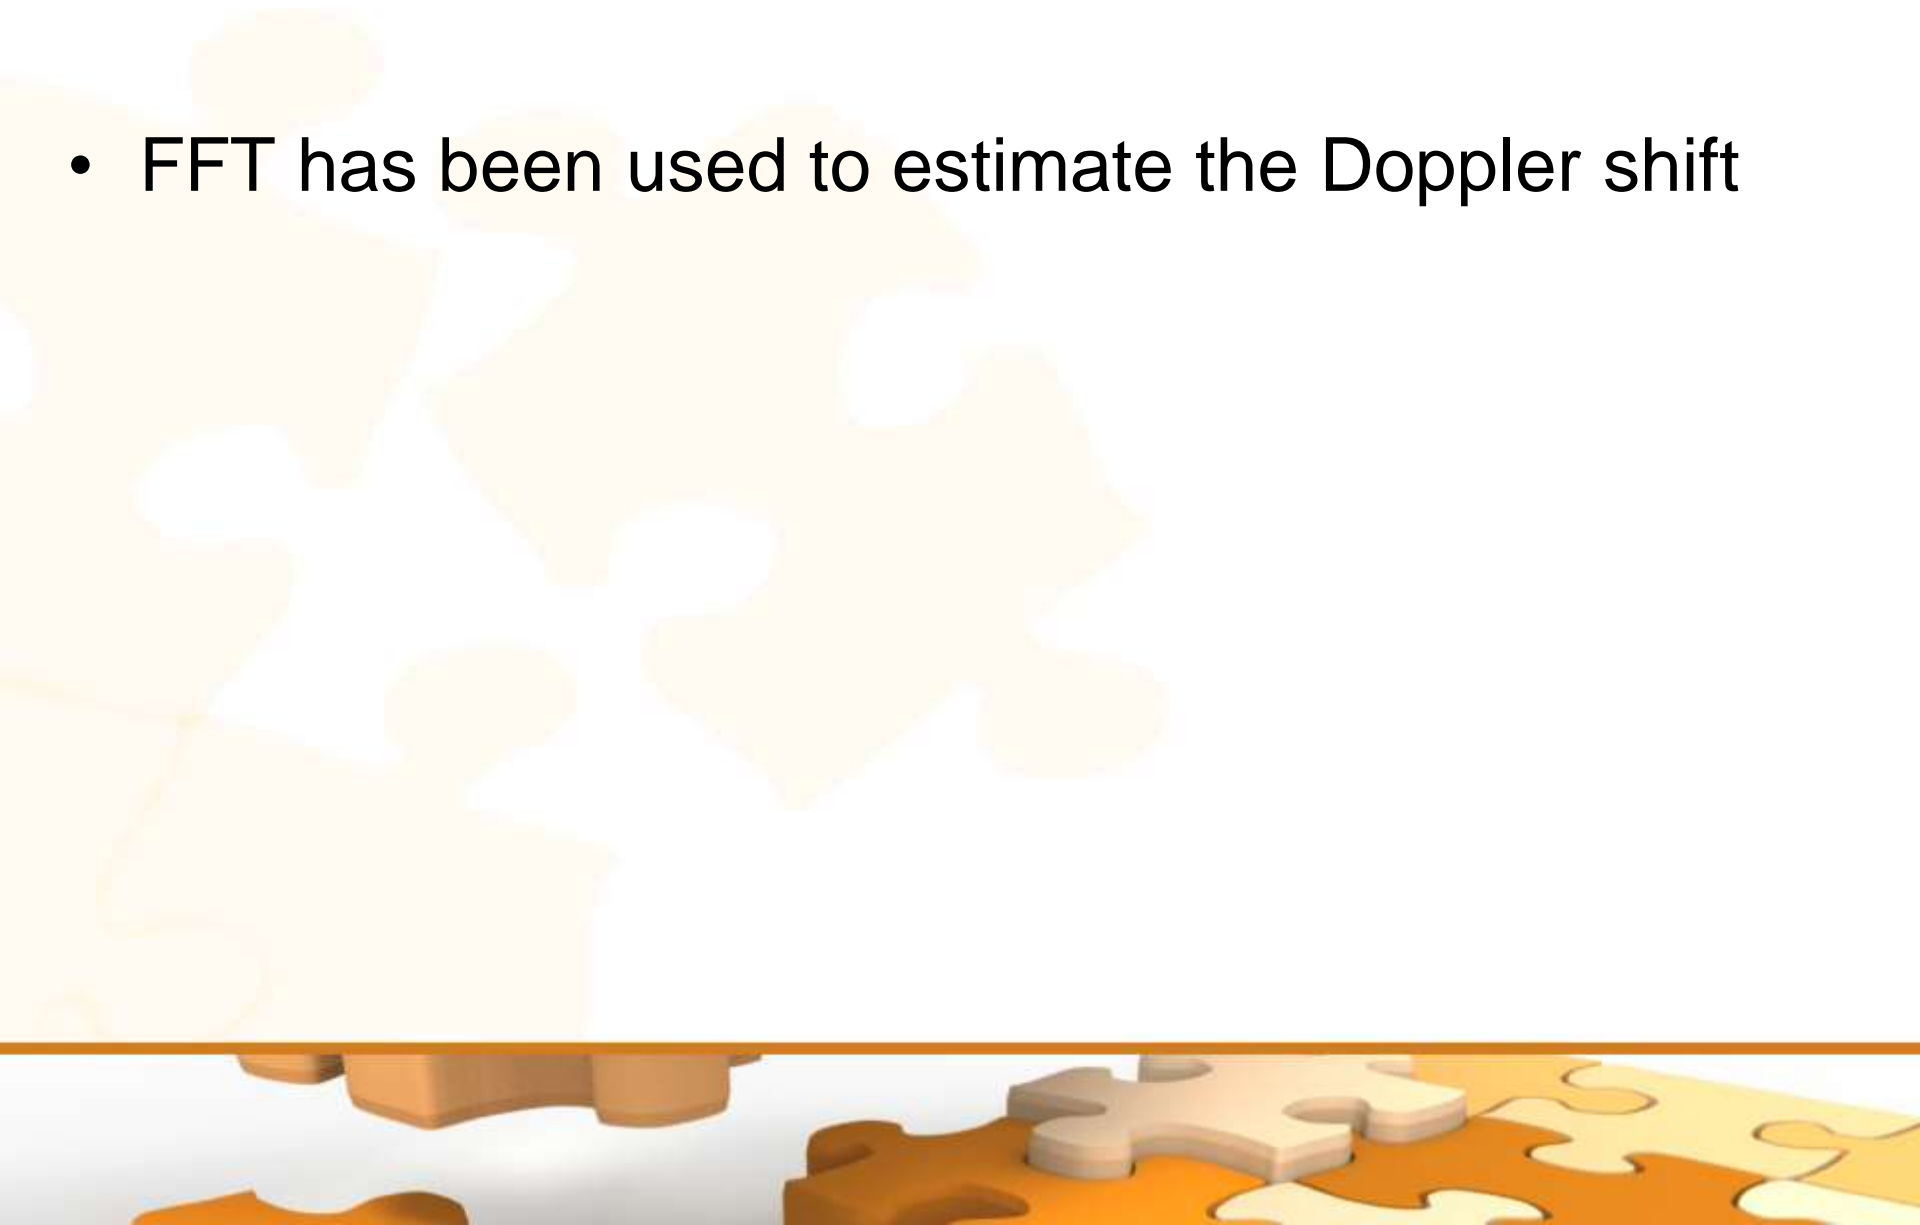 • FFT has been used to estimate the Doppler shift